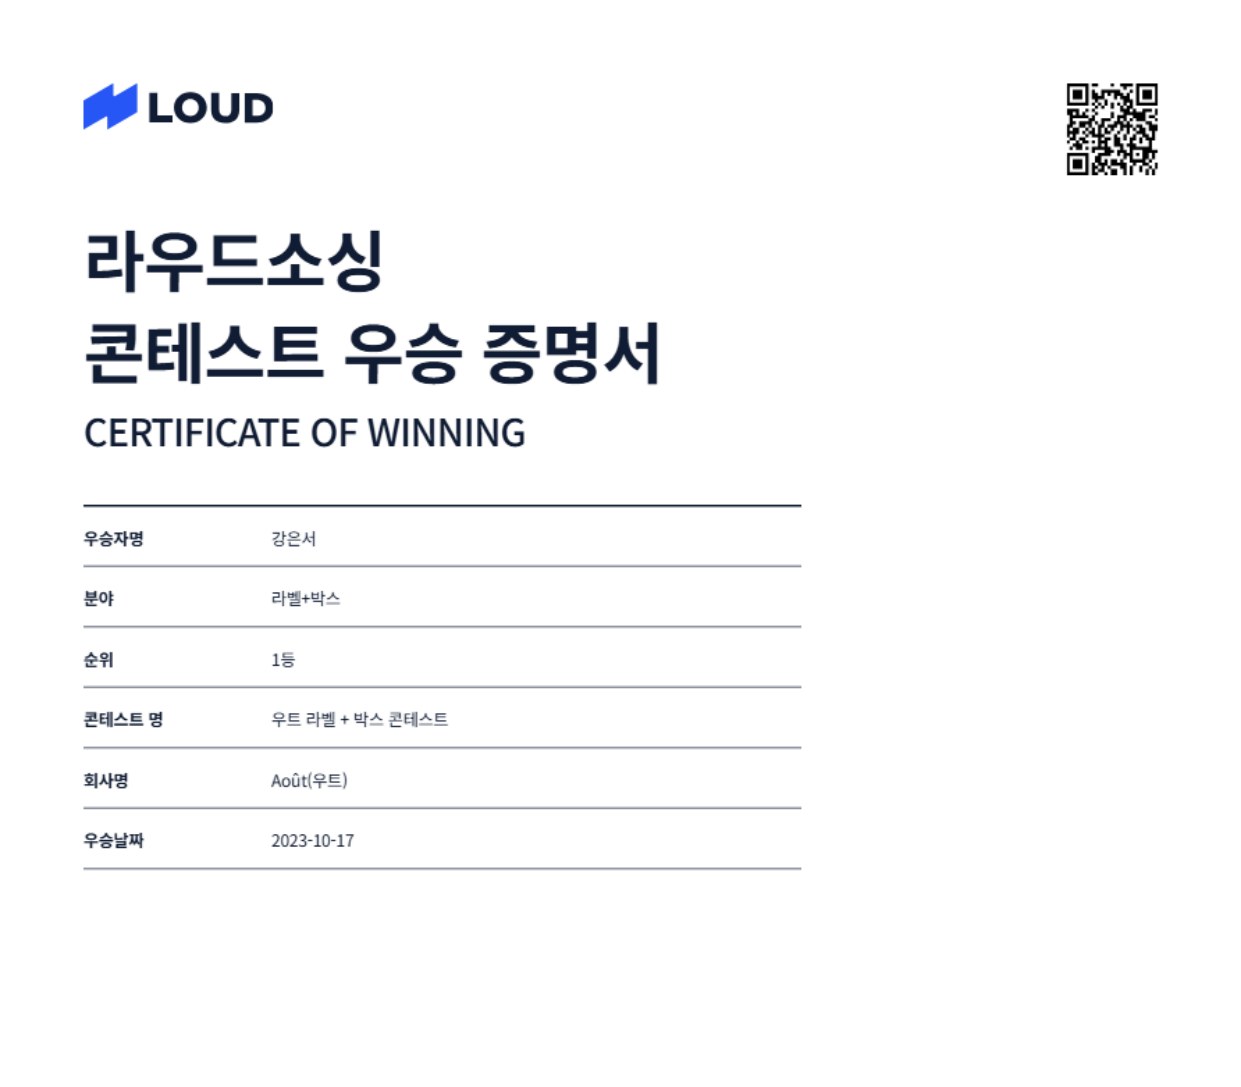 LOUD
라우드소싱
콘테스트 우승 증명서
CERTIFICATE OF WINNING
우승자명 강은서
분야 라벨+박스
순위 1등
콘테스트 명 우트 라벨 + 박스 콘테스트
회사명 Août(우트)
우승날짜 2023-10-17